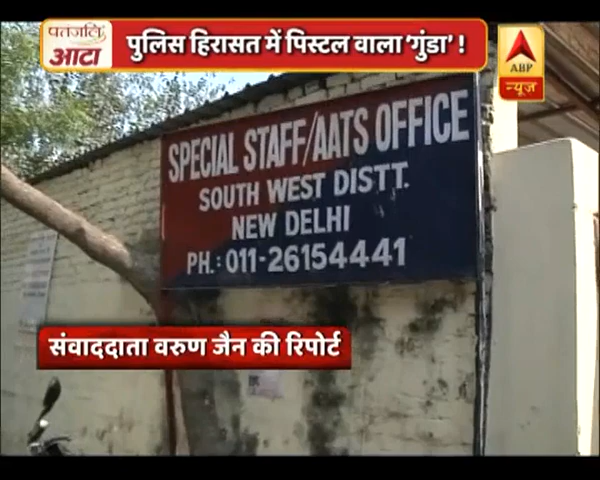 पतंजलि
आटा
पुलिस हिरासत में पिस्टल वाला ‘गुंडा’ !
ABP
न्यूज़
SPECIAL STAFF/AATS OFFICE
SOUTH WEST DISTT.
NEW DELHI
PH.: 011-26154441
संवाददाता वरुण जैन की रिपोर्ट